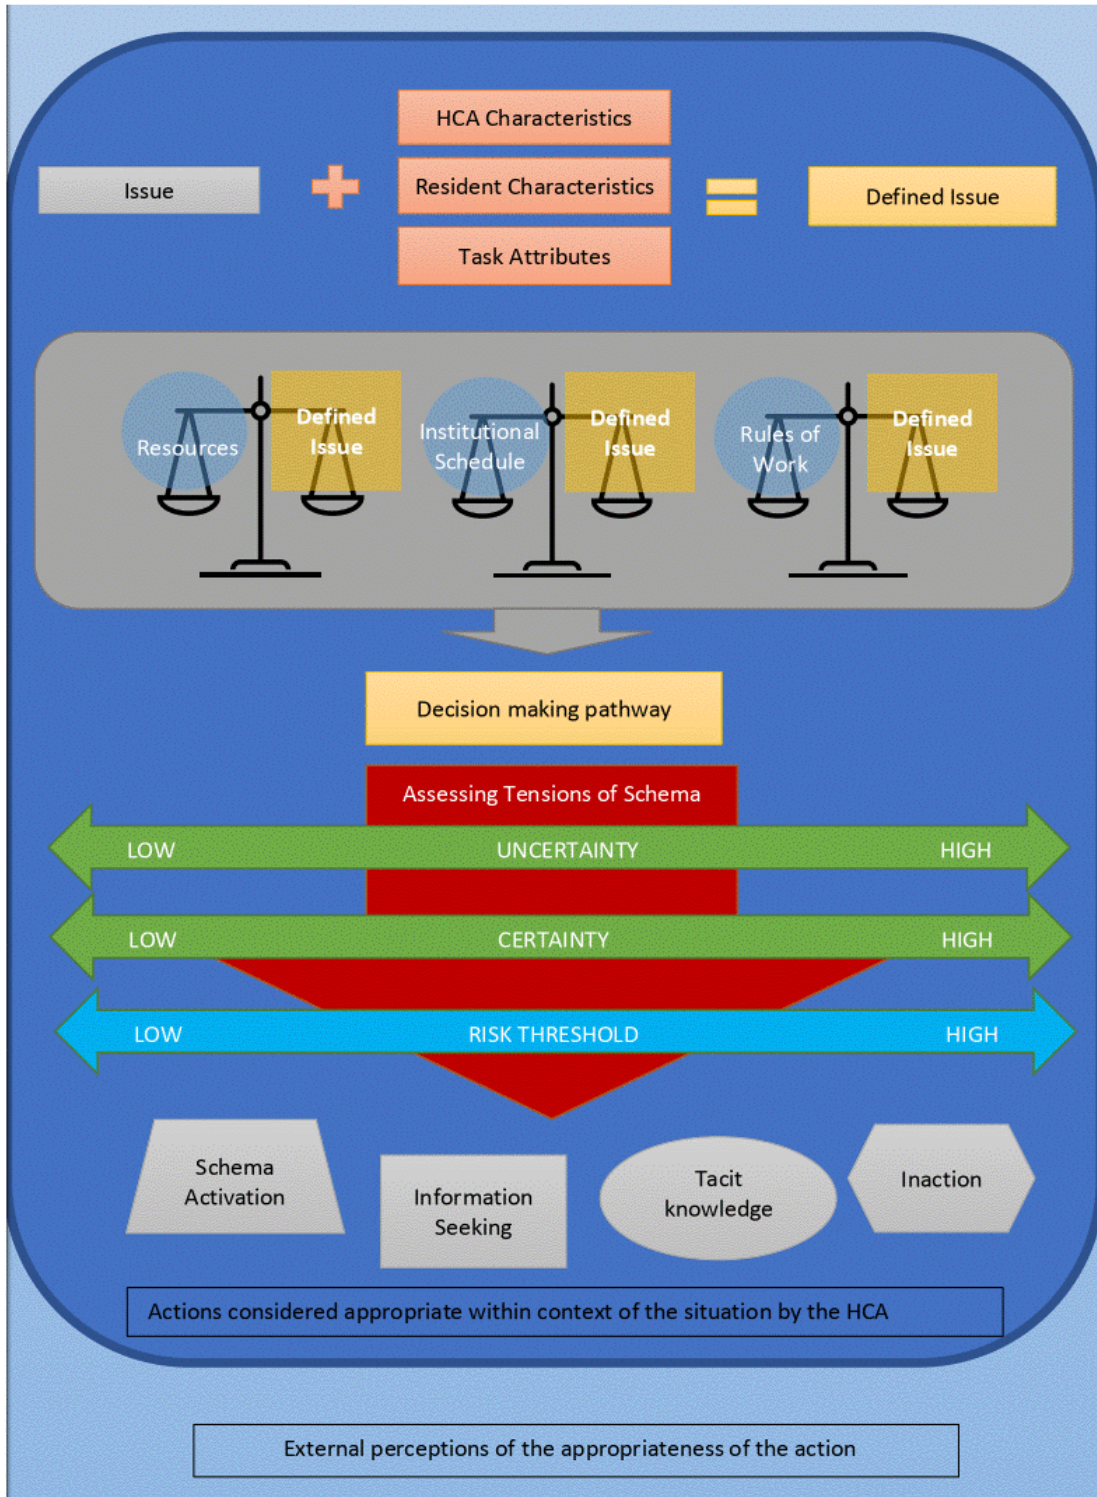 HCA Characteristics
Issue
Resident Characteristics
Defined Issue
Task Attributes
Resources
Defined
Issue
Institutional
Schedule
Defined
Issue
Rules of
Work
Defined
Issue
Decision making pathway
Assessing Tensions of Schema
LOW UNCERTAINTY HIGH
LOW CERTAINTY HIGH
LOW RISK THRESHOLD HIGH
Schema
Activation
Information
Seeking
Tacit
knowledge
Inaction
Actions considered appropriate within context of the situation by the HCA
External perceptions of the appropriateness of the action